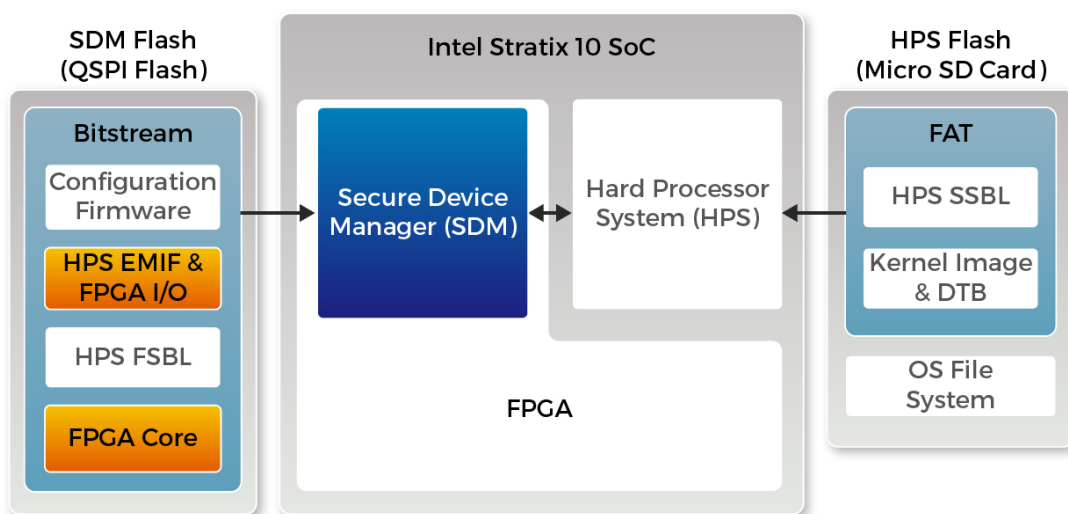 SDM Flash
(QSPI Flash)
Bitstream
Configuration
Firmware
HPS EMIF &
FPGA I/O
HPS FSBL
FPGA Core
Intel Stratix 10 SoC
Secure Device
Manager (SDM)
Hard Processor
System (HPS)
FPGA
HPS Flash
(Micro SD Card)
FAT
HPS SSBL
Kernel Image
& DTB
OS File
System